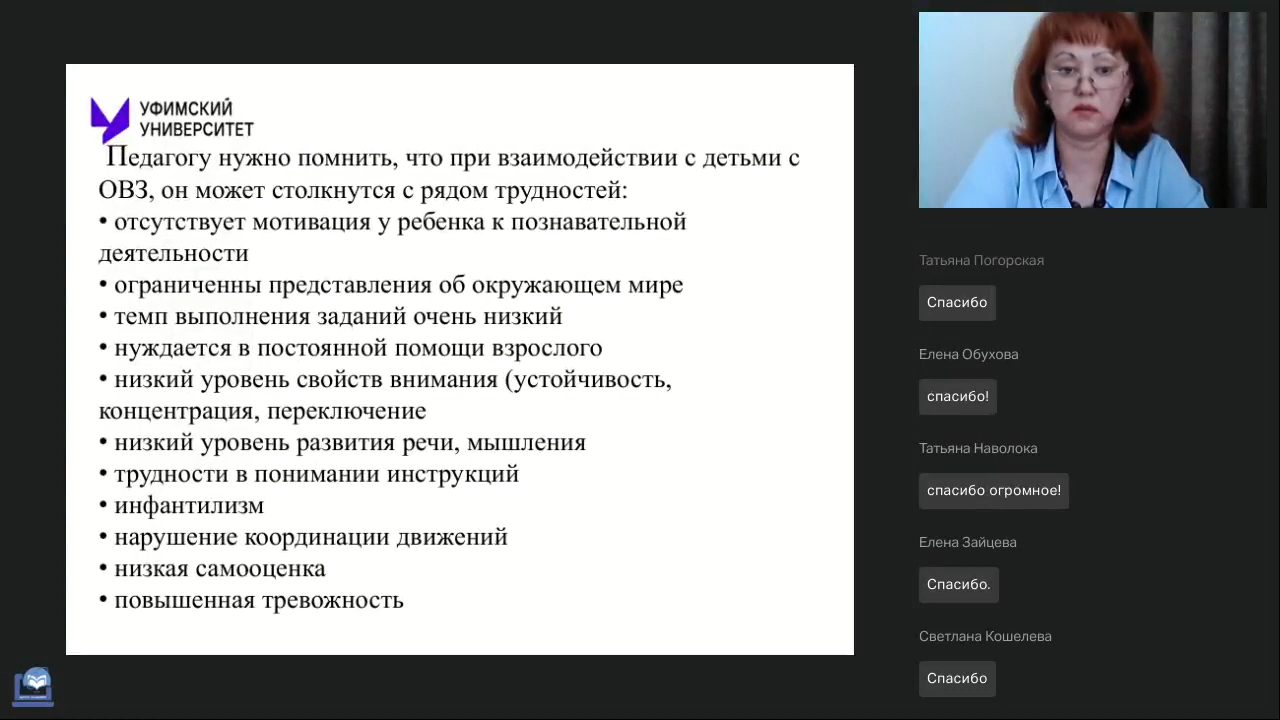 УФИМСКИЙ
УНИВЕРСИТЕТ
Педагогу нужно помнить, что при взаимодействии с детьми с
ОВЗ, он может столкнутся с рядом трудностей:
• отсутствует мотивация у ребенка к познавательной
деятельности
• ограниченны представления об окружающем мире
• темп выполнения заданий очень низкий
• нуждается в постоянной помощи взрослого
• низкий уровень свойств внимания (устойчивость,
концентрация, переключение
• низкий уровень развития речи, мышления
• трудности в понимании инструкций
• инфантилизм
• нарушение координации движений
• низкая самооценка
• повышенная тревожность
Татьяна Погорская
Спасибо
Елена Обухова
спасибо!
Татьяна Наволока
спасибо огромное!
Елена Зайцева
Спасибо.
Светлана Кошелева
Спасибо